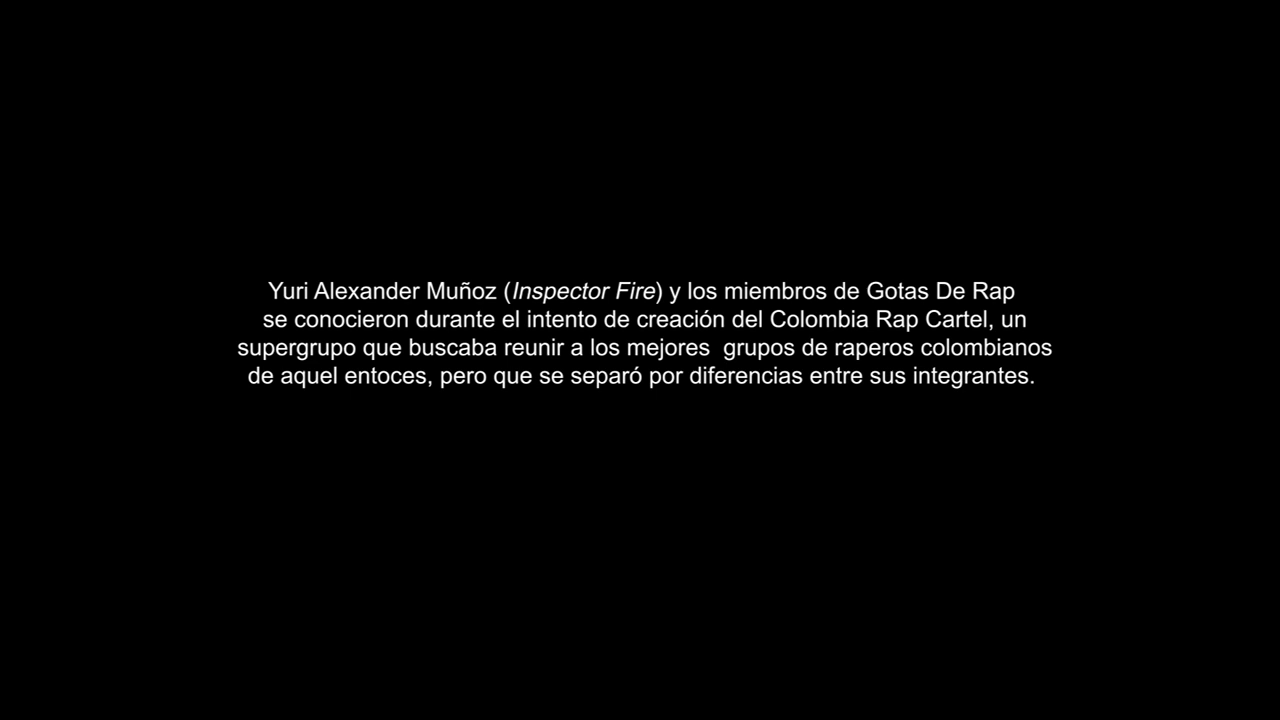 Yuri Alexander Muñoz (Inspector Fire) y los miembros de Gotas De Rap
se conocieron durante el intento de creación del Colombia Rap Cartel, un
supergrupo que buscaba reunir a los mejores  grupos de raperos colombianos
de aquel entoces, pero que se separó por diferencias entre sus integrantes.